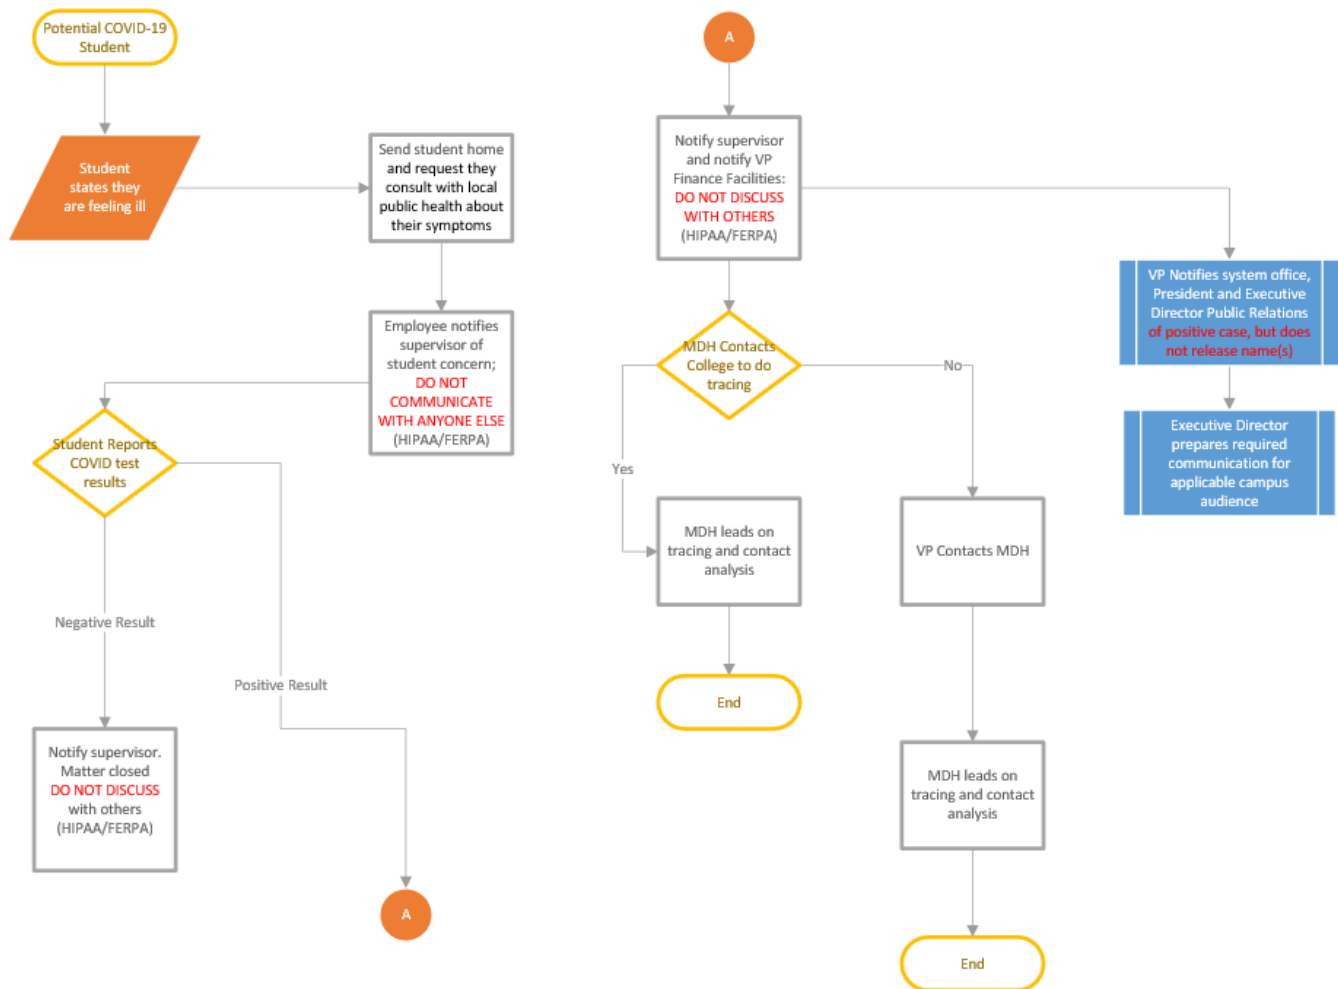 Potential COVID-19
Student
Student
states they
are feeling ill
Send student home
and request they
consult with local
public health about
their symptoms
Employee notifies
supervisor of
student concern;
DO NOT
COMMUNICATE
WITH ANYONE ELSE
(HIPAA/FERPA)
Student Reports
COVID test
results
Negative Result
Positive Result
Notify supervisor.
Matter closed
DO NOT DISCUSS
with others
(HIPAA/FERPA)
A
A
Notify supervisor
and notify VP
Finance Facilities:
DO NOT DISCUSS
WITH OTHERS
(HIPAA/FERPA)
MDH Contacts
College to do
tracing
Yes
No
MDH leads on
tracing and contact
analysis
End
VP Contacts MDH
MDH leads on
tracing and contact
analysis
End
VP Notifies system office,
President and Executive
Director Public Relations
of positive case, but does
not release name(s)
Executive Director
prepares required
communication for
applicable campus
audience